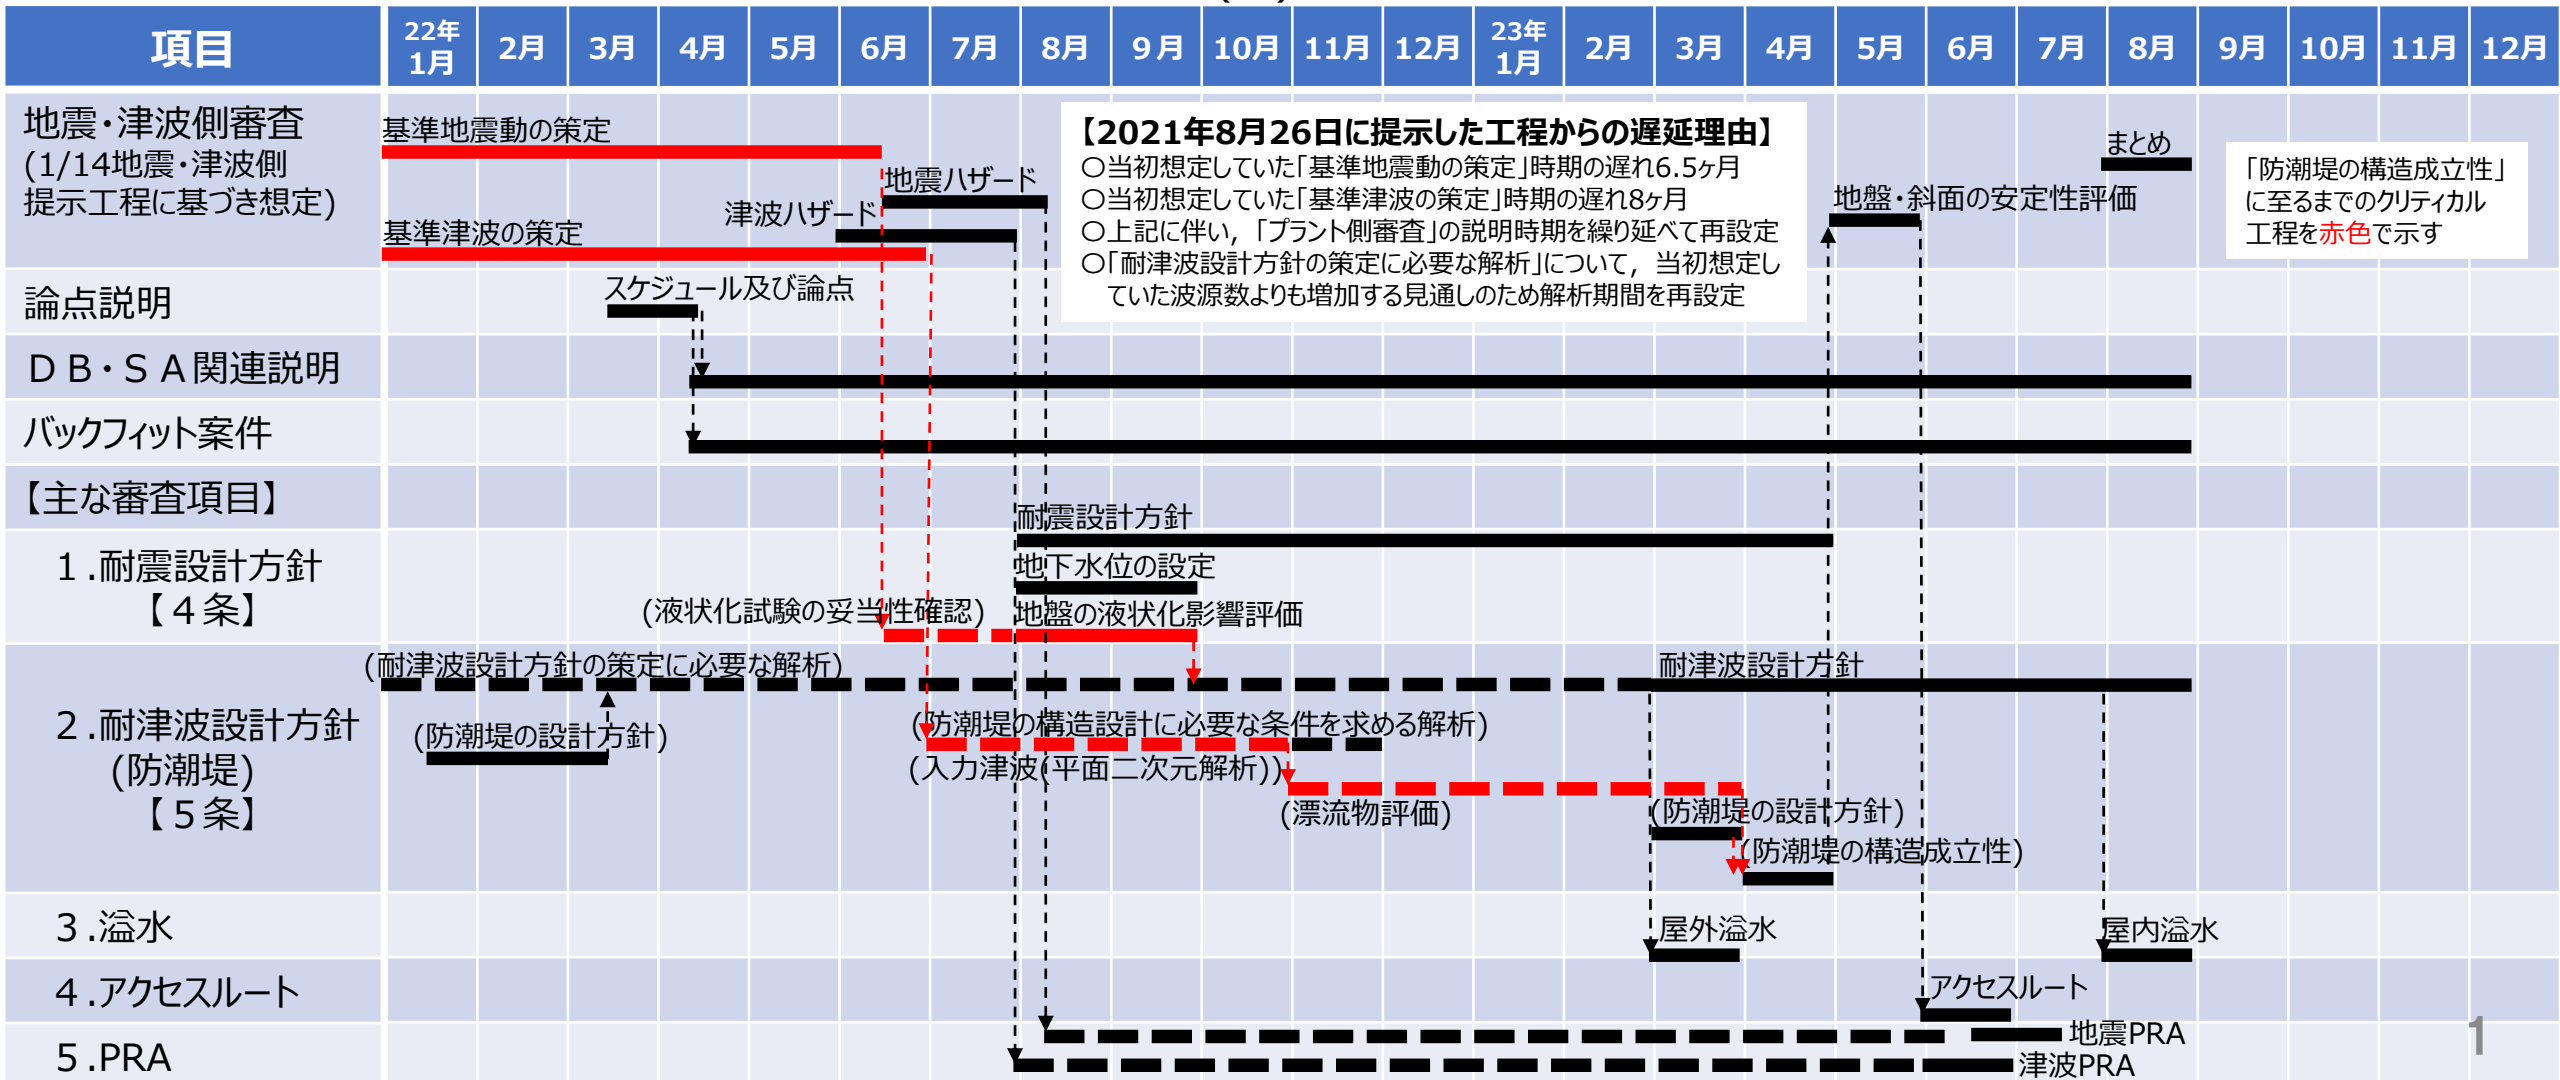 項目
22年
1月
2月
3月
4月
5月
6月
7月
8月
9月
10月
11月
12月
23年
1月
2月
3月
4月
5月
6月
7月
8月
9月
10月
11月
12月
地震・津波側審査
(1/14地震・津波側
提示工程に基づき想定)
基準地震動の策定
地震ハザード
津波ハザード
基準津波の策定
【2021年8月26日に提示した工程からの遅延理由】
〇当初想定していた「基準地震動の策定」時期の遅れ6.5ヶ月
〇当初想定していた「基準津波の策定」時期の遅れ8ヶ月
〇上記に伴い，「プラント側審査」の説明時期を繰り延べて再設定
〇「耐津波設計方針の策定に必要な解析」について，当初想定し
ていた波源数よりも増加する見通しのため解析期間を再設定
地盤・斜面の安定性評価
まとめ
「防潮堤の構造成立性」
に至るまでのクリティカル
工程を赤色で示す
論点説明
スケジュール及び論点
ＤＢ・ＳＡ関連説明
バックフィット案件
【主な審査項目】
１.耐震設計方針
【４条】
耐震設計方針
地下水位の設定
(液状化試験の妥当性確認)
地盤の液状化影響評価
２.耐津波設計方針
(防潮堤)
【５条】
(耐津波設計方針の策定に必要な解析)
耐津波設計方針
(防潮堤の設計方針)
(防潮堤の構造設計に必要な条件を求める解析)
(入力津波(平面二次元解析))
(漂流物評価)
(防潮堤の設計方針)
(防潮堤の構造成立性)
３.溢水
屋外溢水
屋内溢水
４.アクセスルート
アクセスルート
５.PRA
地震PRA
津波PRA
1